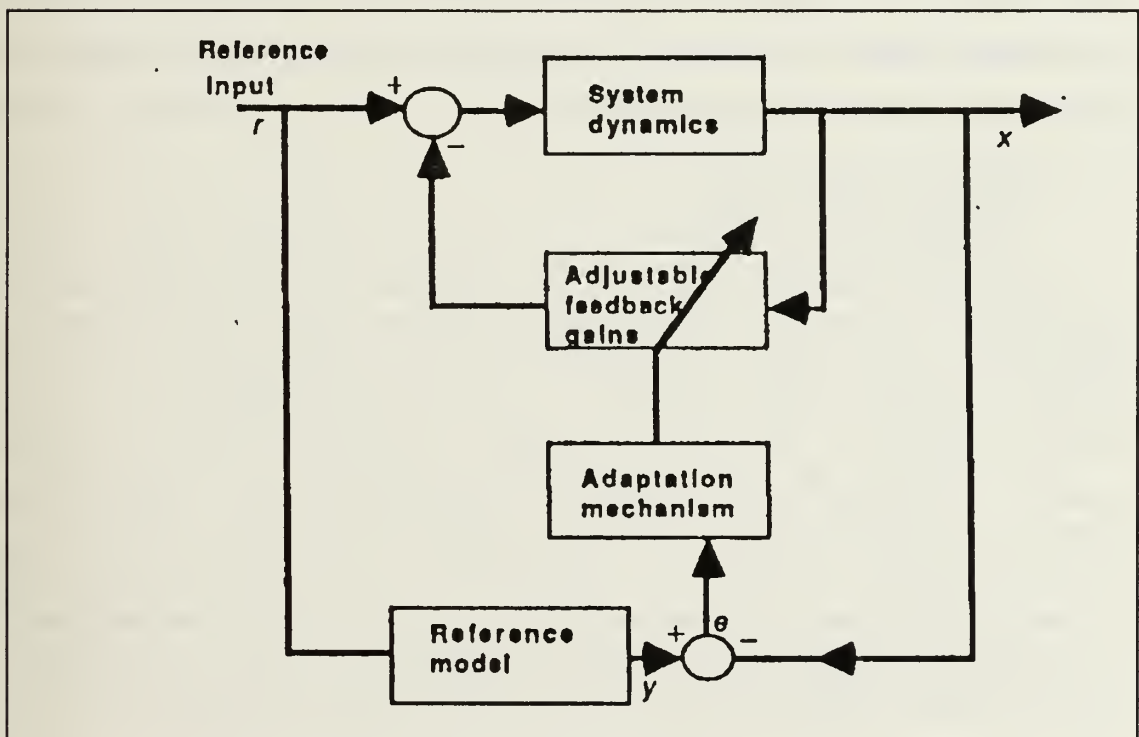 Reference
Input
r
+
−
System
dynamics
x
Adjustable
feedback
gains
Adaptation
mechanism
Reference
model
y
+
e
−